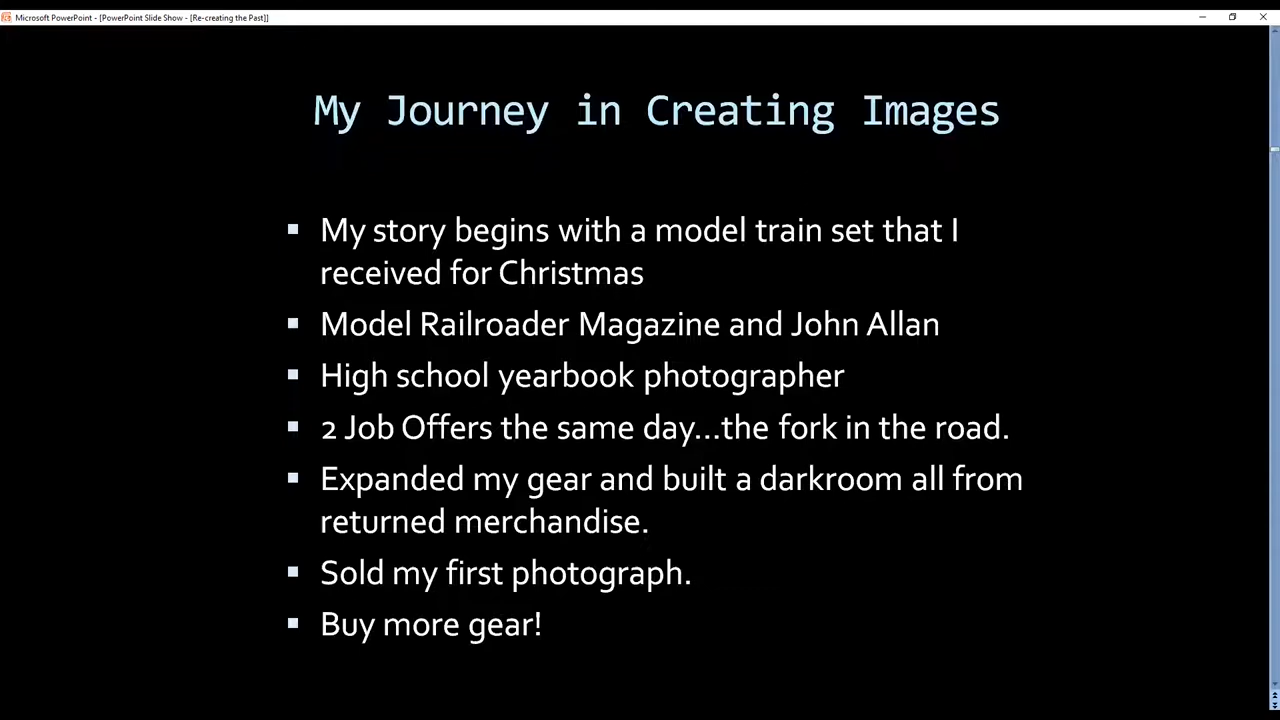 Microsoft PowerPoint - [PowerPoint Slide Show - [Re-creating the Past]]
My Journey in Creating Images
▪ My story begins with a model train set that I
received for Christmas
▪ Model Railroader Magazine and John Allan
▪ High school yearbook photographer
▪ 2 Job Offers the same day...the fork in the road.
▪ Expanded my gear and built a darkroom all from
returned merchandise.
▪ Sold my first photograph.
▪ Buy more gear!